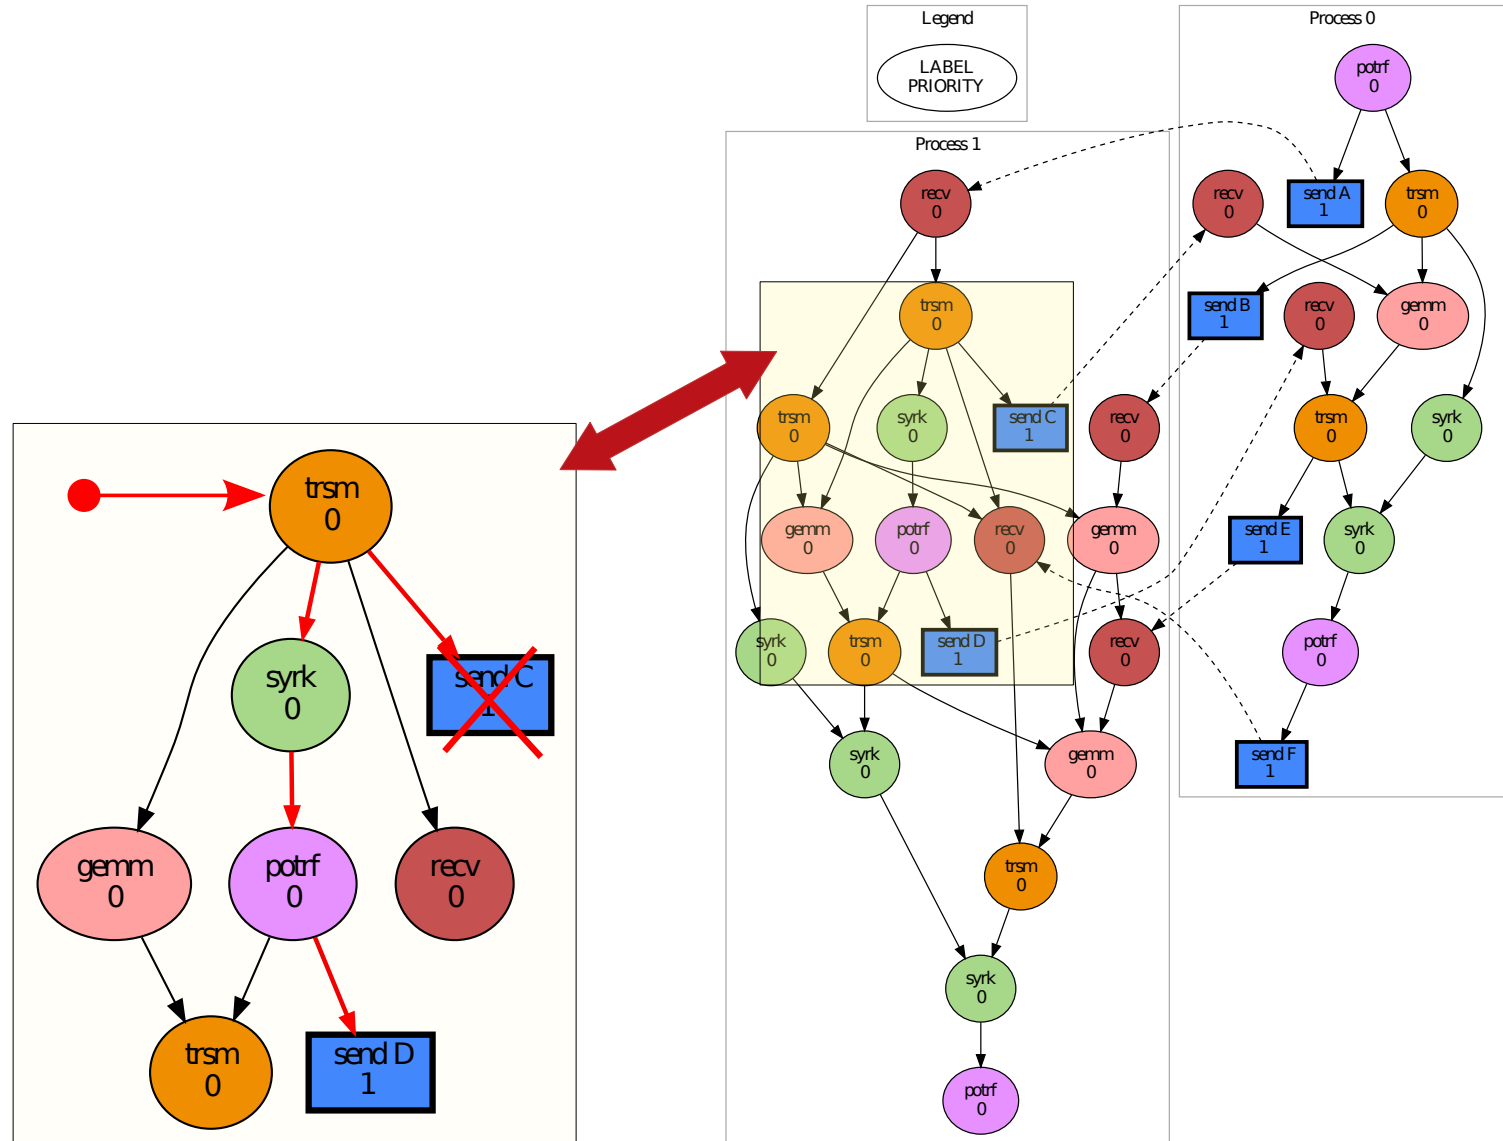 Legend
LABEL
PRIORITY
Process 0
potrf
0
recv
0
send A
1
trsm
0
send B
1
recv
0
gemm
0
trsm
0
syrk
0
send E
1
syrk
0
potrf
0
send F
1
Process 1
recv
0
trsm
0
trsm
0
syrk
0
send C
1
recv
0
gemm
0
potrf
0
recv
0
gemm
0
syrk
0
trsm
0
send D
1
recv
0
syrk
0
gemm
0
trsm
0
syrk
0
potrf
0
trsm
0
syrk
0
send C
1
gemm
0
potrf
0
recv
0
trsm
0
send D
1